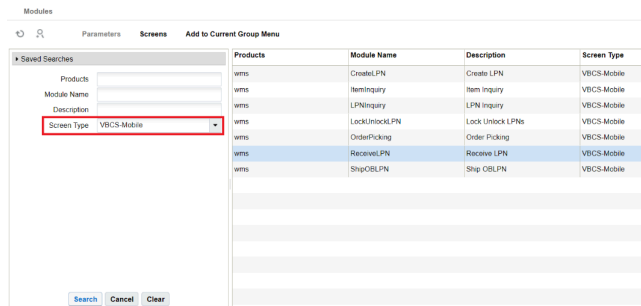 Modules
Parameters Screens Add to Current Group Menu
Saved Searches
Products
Module Name
Description
Screen Type VBCS-Mobile
Search Cancel Clear
Products Module Name Description Screen Type
wms CreateLPN Create LPN VBCS-Mobile
wms ItemInquiry Item Inquiry VBCS-Mobile
wms LPNInquiry LPN Inquiry VBCS-Mobile
wms LockUnlockLPN Lock Unlock LPNs VBCS-Mobile
wms OrderPicking Order Picking VBCS-Mobile
wms ReceiveLPN Receive LPN VBCS-Mobile
wms ShipOBLPN Ship OBLPN VBCS-Mobile